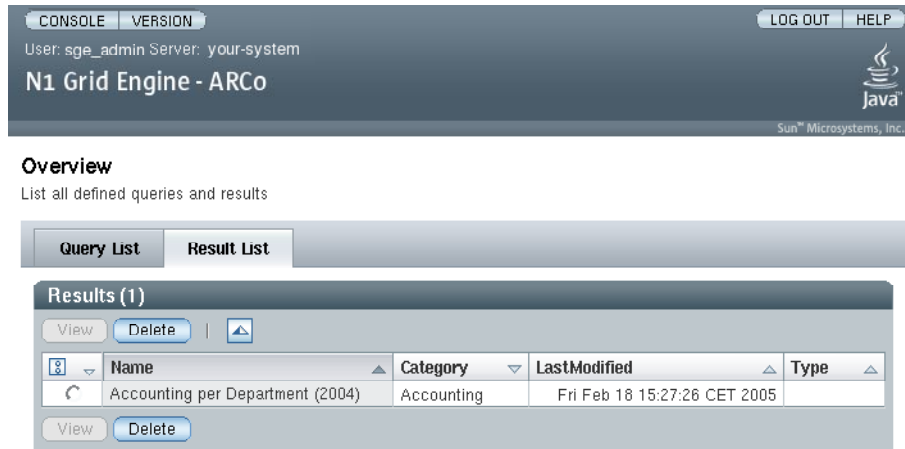 CONSOLE VERSION LOG OUT HELP
User: sge_admin Server: your-system
N1 Grid Engine - ARCo
Java™
Sun™ Microsystems, Inc.
Overview
List all defined queries and results
Query List Result List
Results (1)
View Delete |
Name Category LastModified Type
Accounting per Department (2004) Accounting Fri Feb 18 15:27:26 CET 2005
View Delete